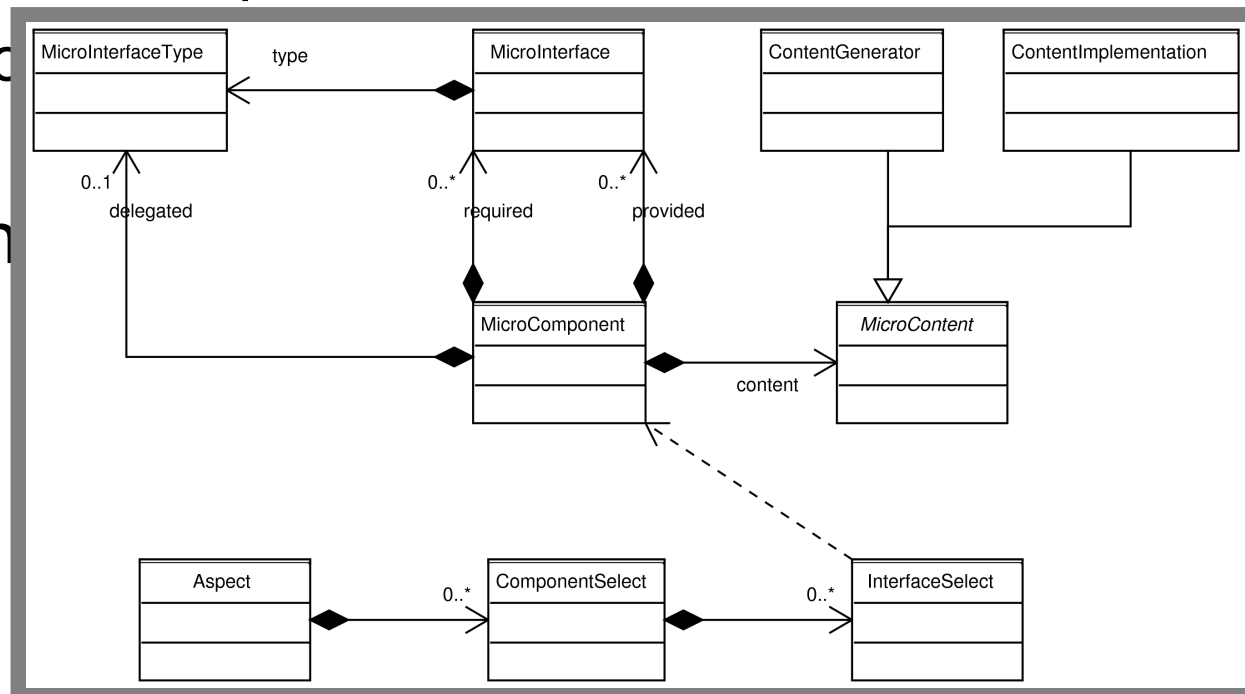 MicroInterfaceType
type
MicroInterface
ContentGenerator
ContentImplementation
0..1
delegated
0..*
required
0..*
provided
MicroComponent
content
MicroContent
Aspect
0..*
ComponentSelect
0..*
InterfaceSelect